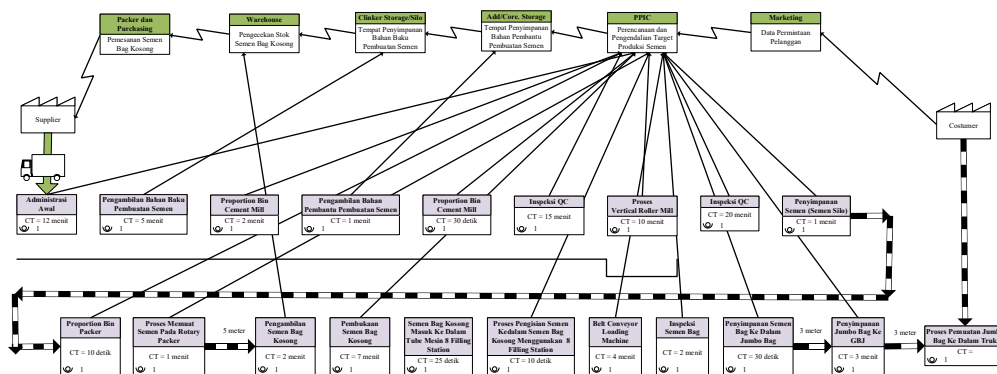 Packer dan
Purchasing
Pemesanan Semen
Bag Kosong
Warehouse
Pengecekan Stok
Semen Bag Kosong
Clinker Storage/Silo
Tempat Penyimpanan
Bahan Baku
Pembuatan Semen
Add/Core. Storage
Tempat Penyimpanan
Bahan Pembantu
Pembuatan Semen
PPIC
Perencanaan dan
Pengendalian Target
Produksi Semen
Marketing
Data Permintaan
Pelanggan
Supplier
Costumer
Administrasi
Awal
CT = 12 menit
1
Pengambilan Bahan Baku
Pembuatan Semen
CT = 5 menit
1
Proportion Bin
Cement Mill
CT = 2 menit
1
Pengambilan Bahan
Pembantu Pembuatan Semen
CT = 1 menit
1
Proportion Bin
Cement Mill
CT = 30 detik
1
Inspeksi QC
CT = 15 menit
1
Proses
Vertical Roller Mill
CT = 10 menit
1
Inspeksi QC
CT = 20 menit
1
Penyimpanan
Semen (Semen Silo)
CT = 1 menit
1
Proportion Bin
Packer
CT = 10 detik
1
Proses Memuat
Semen Pada Rotary
Packer
CT = 1 menit
1
5 meter
Pengambilan
Semen Bag
Kosong
CT = 2 menit
1
Pembukaan
Semen Bag
Kosong
CT = 7 menit
1
Semen Bag Kosong
Masuk Ke Dalam
Tube Mesin 8 Filling
Station
CT = 25 detik
1
Proses Pengisian Semen
Kedalam Semen Bag
Kosong Menggunakan 8
Filling Station
CT = 10 detik
1
Belt Conveyor
Loading
Machine
CT = 4 menit
1
Inspeksi
Semen Bag
CT = 2 menit
1
Penyimpanan Semen
Bag Ke Dalam
Jumbo Bag
CT = 30 detik
1
3 meter
Penyimpanan
Jumbo Bag Ke
GBJ
CT = 3 menit
1
3 meter
Proses Pemuatan Jumb
Bag Ke Dalam Truk
CT =
1